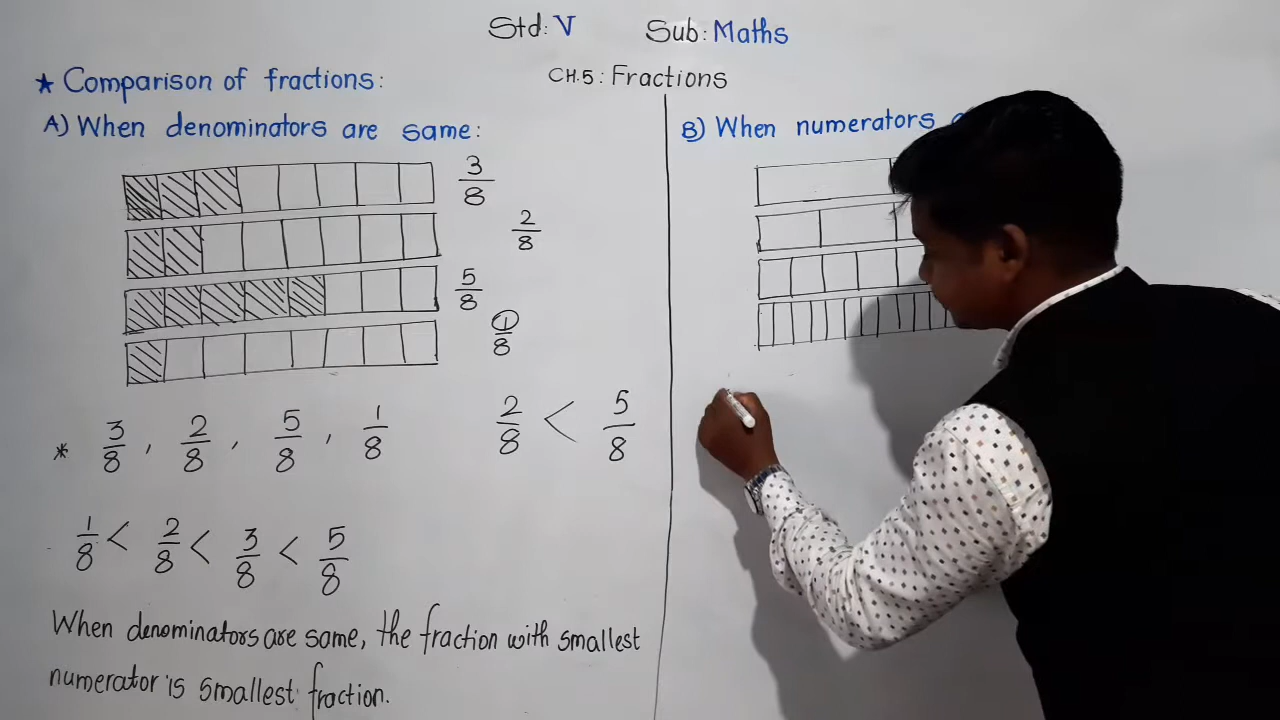 Std: V Sub: Maths
CH.5: Fractions
* Comparison of fractions:
A) When denominators are same:
3/8
2/8
5/8
1/8
* 3/8, 2/8, 5/8, 1/8
2/8 < 5/8
1/8 < 2/8 < 3/8 < 5/8
When denominators are same, the fraction with smallest
numerator is smallest fraction.
B) When numerators